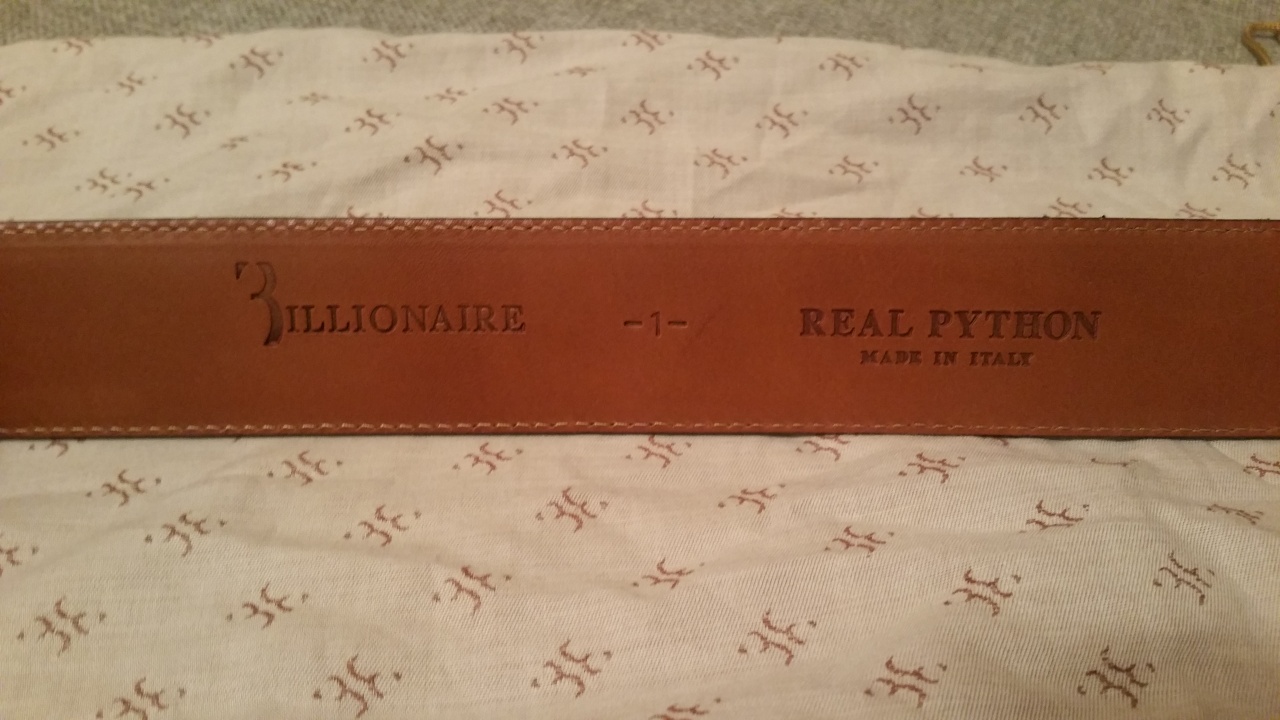 BILLIONAIRE -1- REAL PYTHON
MADE IN ITALY